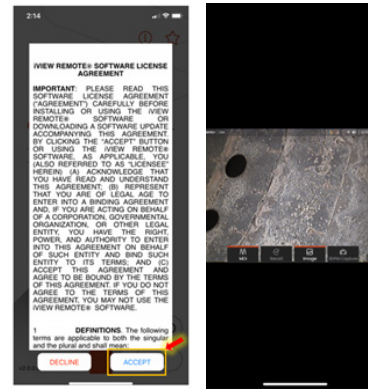 2:14
iVIEW REMOTE® SOFTWARE LICENSE
AGREEMENT
IMPORTANT: PLEASE READ THIS
SOFTWARE LICENSE AGREEMENT
("AGREEMENT") CAREFULLY BEFORE
INSTALLING OR USING THE iVIEW
REMOTE® SOFTWARE OR
DOWNLOADING A SOFTWARE UPDATE
ACCOMPANYING THIS AGREEMENT.
BY CLICKING THE "ACCEPT" BUTTON
OR USING THE iVIEW REMOTE®
SOFTWARE, AS APPLICABLE, YOU
(ALSO REFERRED TO AS "LICENSEE"
HEREIN) (A) ACKNOWLEDGE THAT
YOU HAVE READ AND UNDERSTAND
THIS AGREEMENT; (B) REPRESENT
THAT YOU ARE OF LEGAL AGE TO
ENTER INTO A BINDING AGREEMENT
AND, IF YOU ARE ACTING ON BEHALF
OF A CORPORATION, GOVERNMENTAL
ORGANIZATION, OR OTHER LEGAL
ENTITY, YOU HAVE THE RIGHT,
POWER, AND AUTHORITY TO ENTER
INTO THIS AGREEMENT ON BEHALF
OF SUCH ENTITY AND BIND SUCH
ENTITY TO ITS TERMS; AND (C)
ACCEPT THIS AGREEMENT AND
AGREE TO BE BOUND BY THE TERMS
OF THIS AGREEMENT. IF YOU DO NOT
AGREE TO THE TERMS OF THIS
AGREEMENT, YOU MAY NOT USE THE
iVIEW REMOTE® SOFTWARE.
1 DEFINITIONS. The following
terms are applicable to both the singular
and the plural and shall mean:
DECLINE ACCEPT
Recall Image